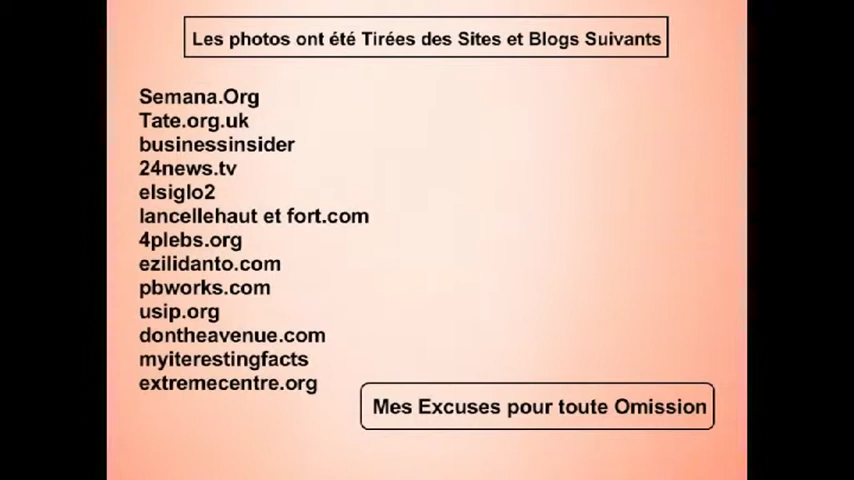 Les photos ont été Tirées des Sites et Blogs Suivants
Semana.Org
Tate.org.uk
businessinsider
24news.tv
elsiglo2
lancellehaut et fort.com
4plebs.org
ezilidanto.com
pbworks.com
usip.org
dontheavenue.com
myiterestingfacts
extremecentre.org
Mes Excuses pour toute Omission